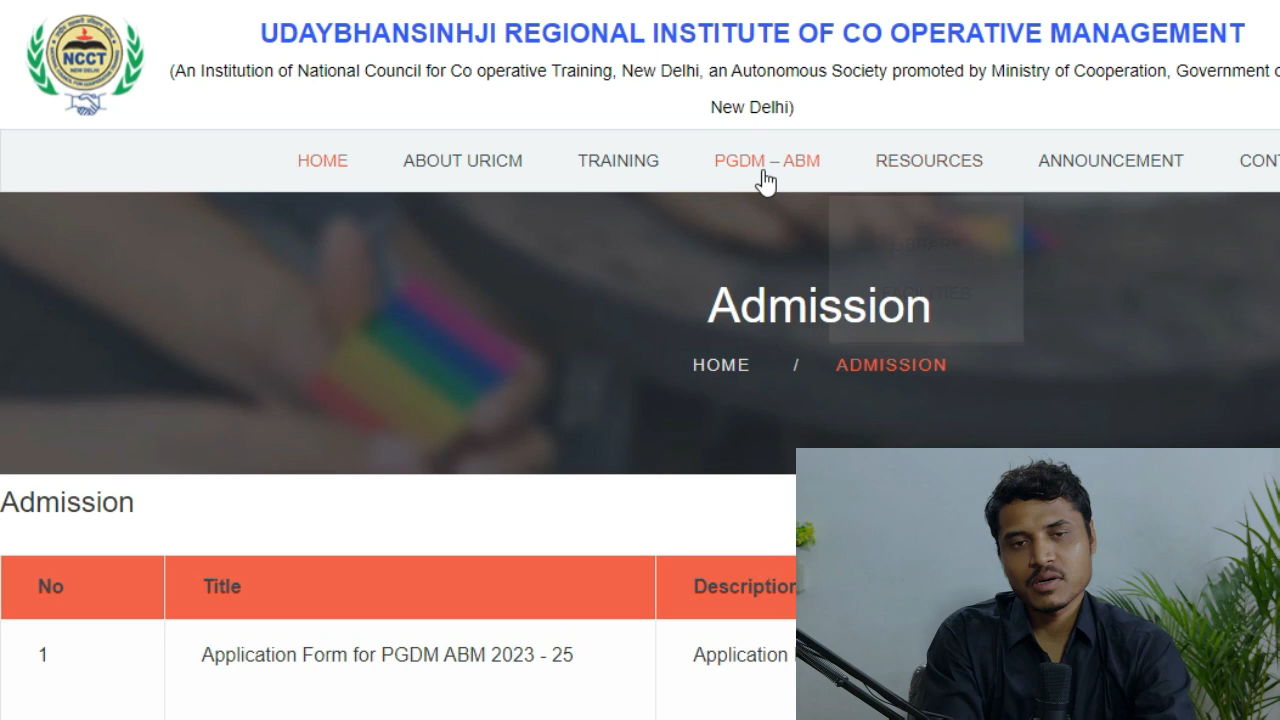 NCCT
NEW DELHI
UDAYBHANSINHJI REGIONAL INSTITUTE OF CO OPERATIVE MANAGEMENT
(An Institution of National Council for Co operative Training, New Delhi, an Autonomous Society promoted by Ministry of Cooperation, Government
New Delhi)
HOME ABOUT URICM TRAINING PGDM – ABM RESOURCES ANNOUNCEMENT
Admission
HOME / ADMISSION
Admission
No Title Description
1 Application Form for PGDM ABM 2023 - 25 Application